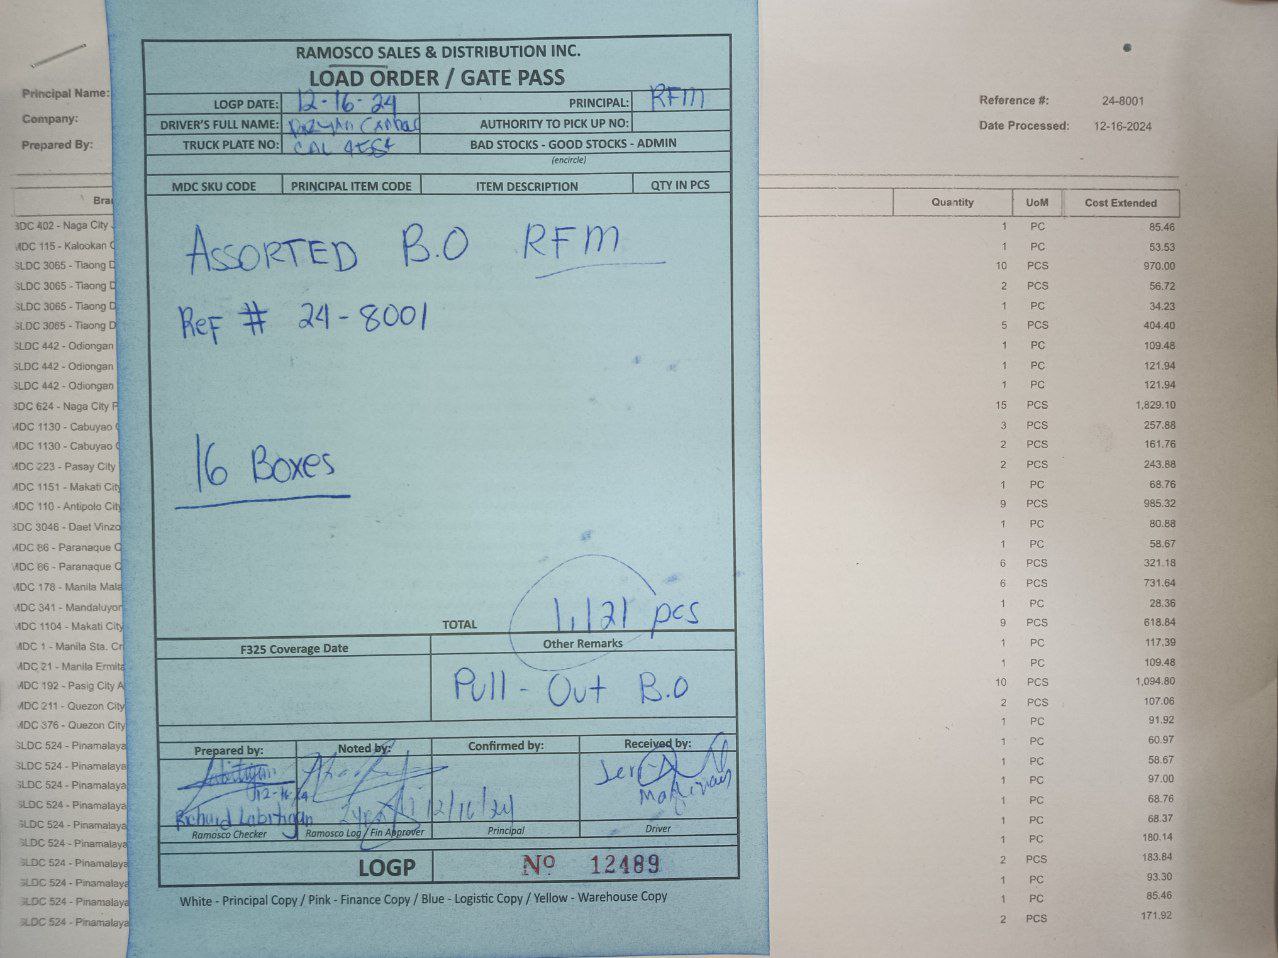 RAMOSCO SALES & DISTRIBUTION INC.
LOAD ORDER / GATE PASS
LOGP DATE: 12-16-24 PRINCIPAL: RFM
DRIVER'S FULL NAME: AUTHORITY TO PICK UP NO:
TRUCK PLATE NO: CAL BAD STOCKS - GOOD STOCKS - ADMIN
(encircle)
MDC SKU CODE PRINCIPAL ITEM CODE ITEM DESCRIPTION QTY IN PCS
ASSORTED B.O RFM
Ref # 24-8001
16 Boxes
TOTAL 1,121 pcs
F325 Coverage Date Other Remarks
Pull-Out B.O
Prepared by: Noted by: Confirmed by: Received by:
12-16-24
Richard Labitigan 12/16/24
Ramosco Checker Ramosco Log / Fin Approver Principal Driver
LOGP Nº 12489
White - Principal Copy / Pink - Finance Copy / Blue - Logistic Copy / Yellow - Warehouse Copy
Principal Name:
Company:
Prepared By:
Reference #: 24-8001
Date Processed: 12-16-2024
Bra Quantity UoM Cost Extended
BDC 402 - Naga City 1 PC 85.46
MDC 115 - Kalookan C 1 PC 53.53
SLDC 3065 - Tiaong D 10 PCS 970.00
SLDC 3065 - Tiaong D 2 PCS 56.72
SLDC 3065 - Tiaong D 1 PC 34.23
SLDC 3065 - Tiaong D 5 PCS 404.40
SLDC 442 - Odiongan 1 PC 109.48
SLDC 442 - Odiongan 1 PC 121.94
SLDC 442 - Odiongan 1 PC 121.94
BDC 624 - Naga City P 15 PCS 1,829.10
MDC 1130 - Cabuyao 3 PCS 257.88
MDC 1130 - Cabuyao 2 PCS 161.76
MDC 223 - Pasay City 2 PCS 243.88
MDC 1151 - Makati City 1 PC 68.76
MDC 110 - Antipolo City 9 PCS 985.32
BDC 3046 - Daet Vinzo 1 PC 80.88
MDC 86 - Paranaque C 1 PC 58.67
MDC 86 - Paranaque C 6 PCS 321.18
MDC 178 - Manila Mala 6 PCS 731.64
MDC 341 - Mandaluyon 1 PC 28.36
MDC 1104 - Makati City 9 PCS 618.84
MDC 1 - Manila Sta. Cr 1 PC 117.39
MDC 21 - Manila Ermita 1 PC 109.48
MDC 192 - Pasig City A 10 PCS 1,094.80
MDC 211 - Quezon City 2 PCS 107.06
MDC 376 - Quezon City 1 PC 91.92
SLDC 524 - Pinamalaya 1 PC 60.97
SLDC 524 - Pinamalaya 1 PC 58.67
SLDC 524 - Pinamalaya 1 PC 97.00
SLDC 524 - Pinamalaya 1 PC 68.76
SLDC 524 - Pinamalaya 1 PC 68.37
SLDC 524 - Pinamalaya 1 PC 180.14
SLDC 524 - Pinamalaya 2 PCS 183.84
SLDC 524 - Pinamalaya 1 PC 93.30
SLDC 524 - Pinamalaya 1 PC 85.46
SLDC 524 - Pinamalaya 2 PCS 171.92